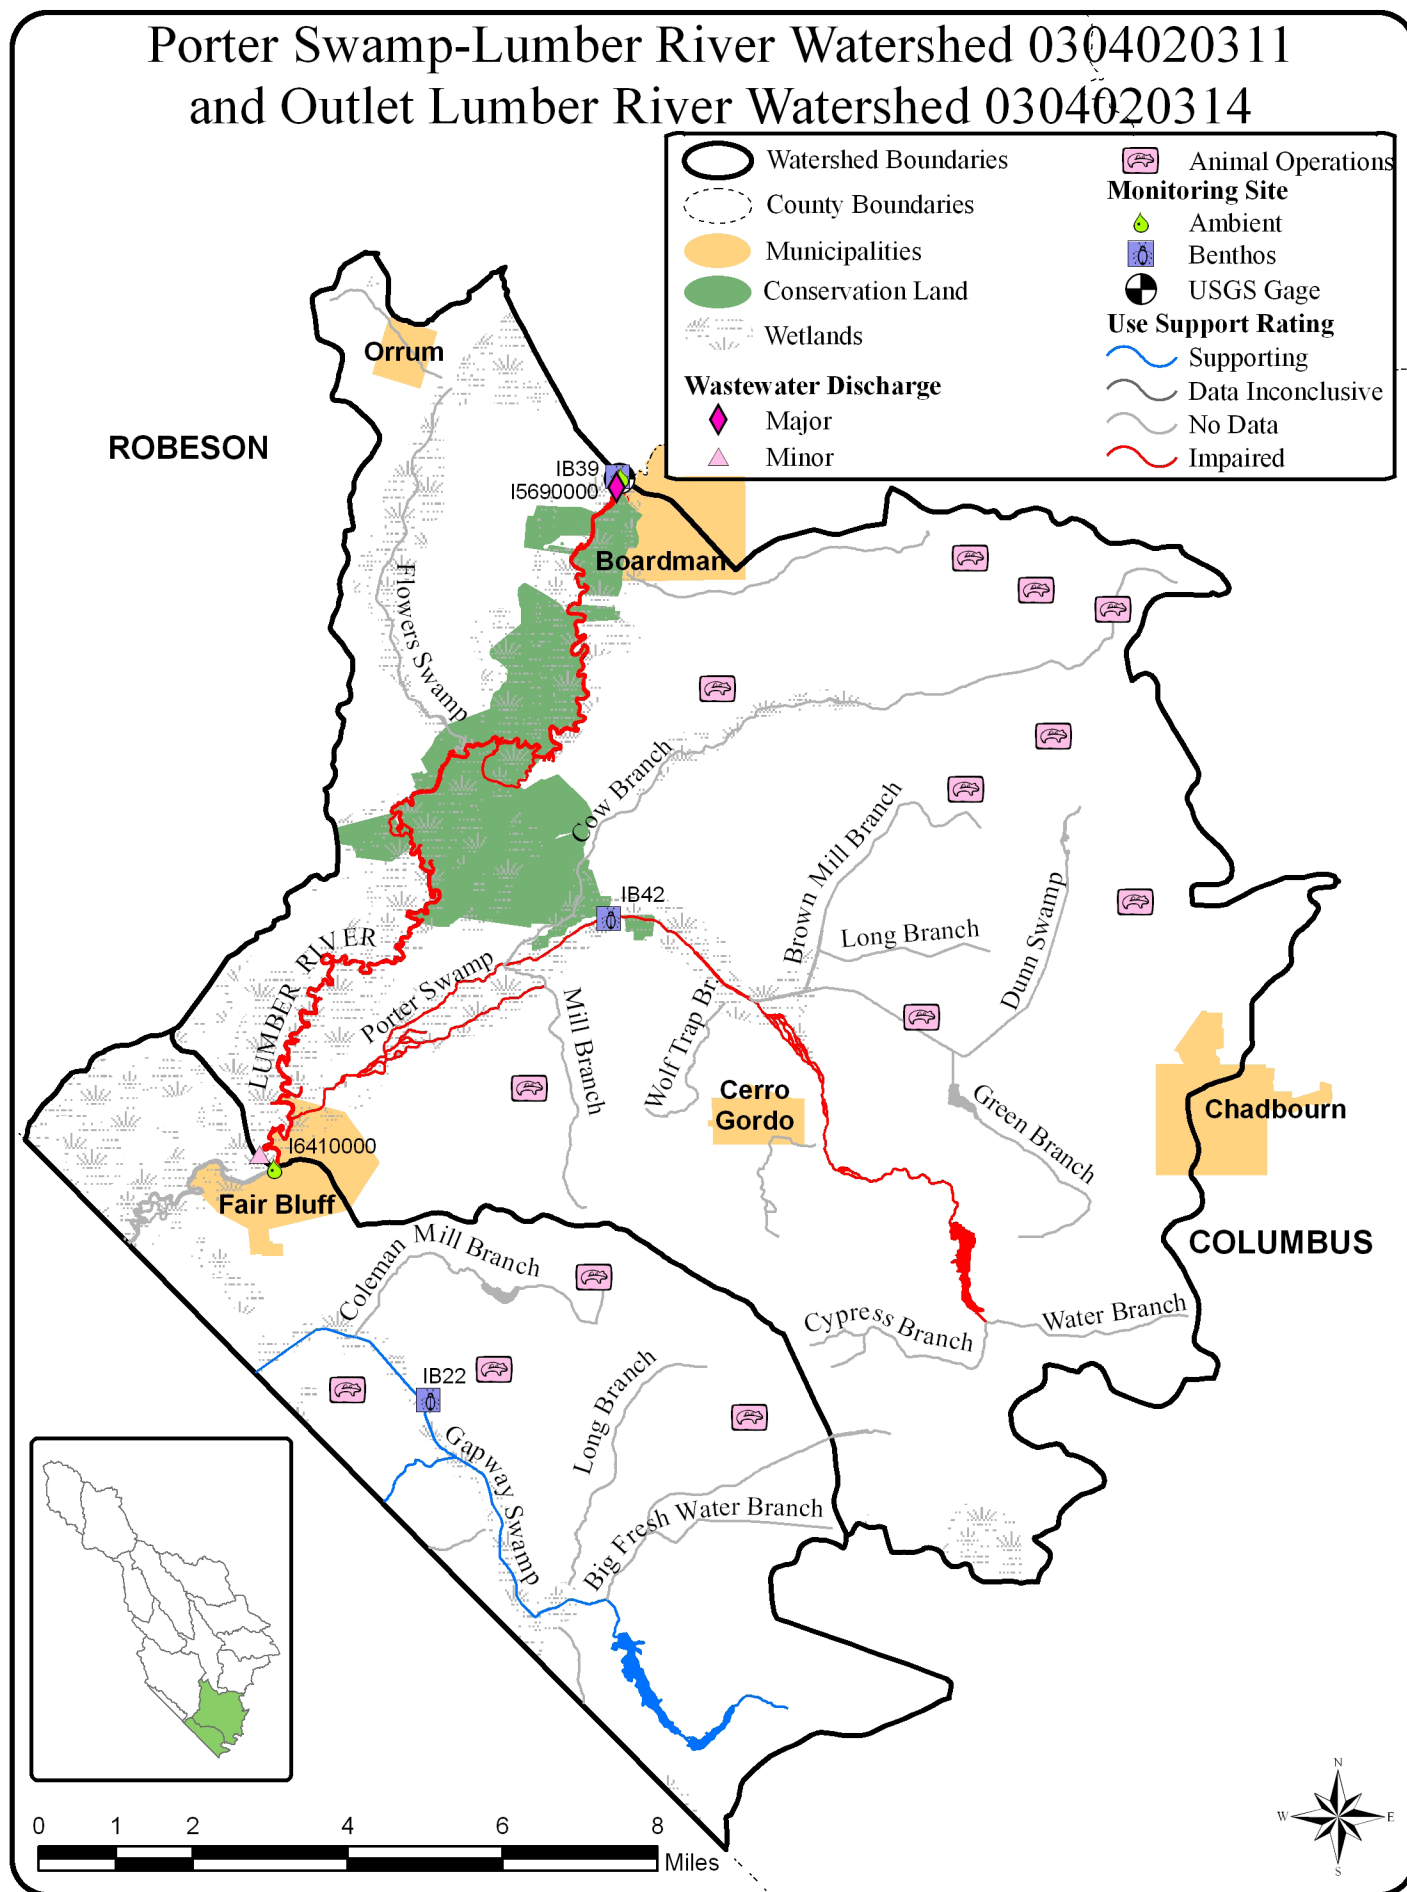 Porter Swamp-Lumber River Watershed 0304020311
and Outlet Lumber River Watershed 0304020314
Watershed Boundaries
County Boundaries
Municipalities
Conservation Land
Wetlands
Wastewater Discharge
Major
Minor
Animal Operations
Monitoring Site
Ambient
Benthos
USGS Gage
Use Support Rating
Supporting
Data Inconclusive
No Data
Impaired
Orrum
ROBESON
IB39
I5690000
Boardman
Flowers Swamp
Cow Branch
Brown Mill Branch
IB42
Long Branch
Dunn Swamp
LUMBER RIVER
Porter Swamp
Mill Branch
Wolf Trap Br.
Cerro
Gordo
Green Branch
Chadbourn
I6410000
Fair Bluff
COLUMBUS
Coleman Mill Branch
Cypress Branch
Water Branch
IB22
Long Branch
Gapway Swamp
Big Fresh Water Branch
0 1 2 4 6 8
Miles
N
W E
S